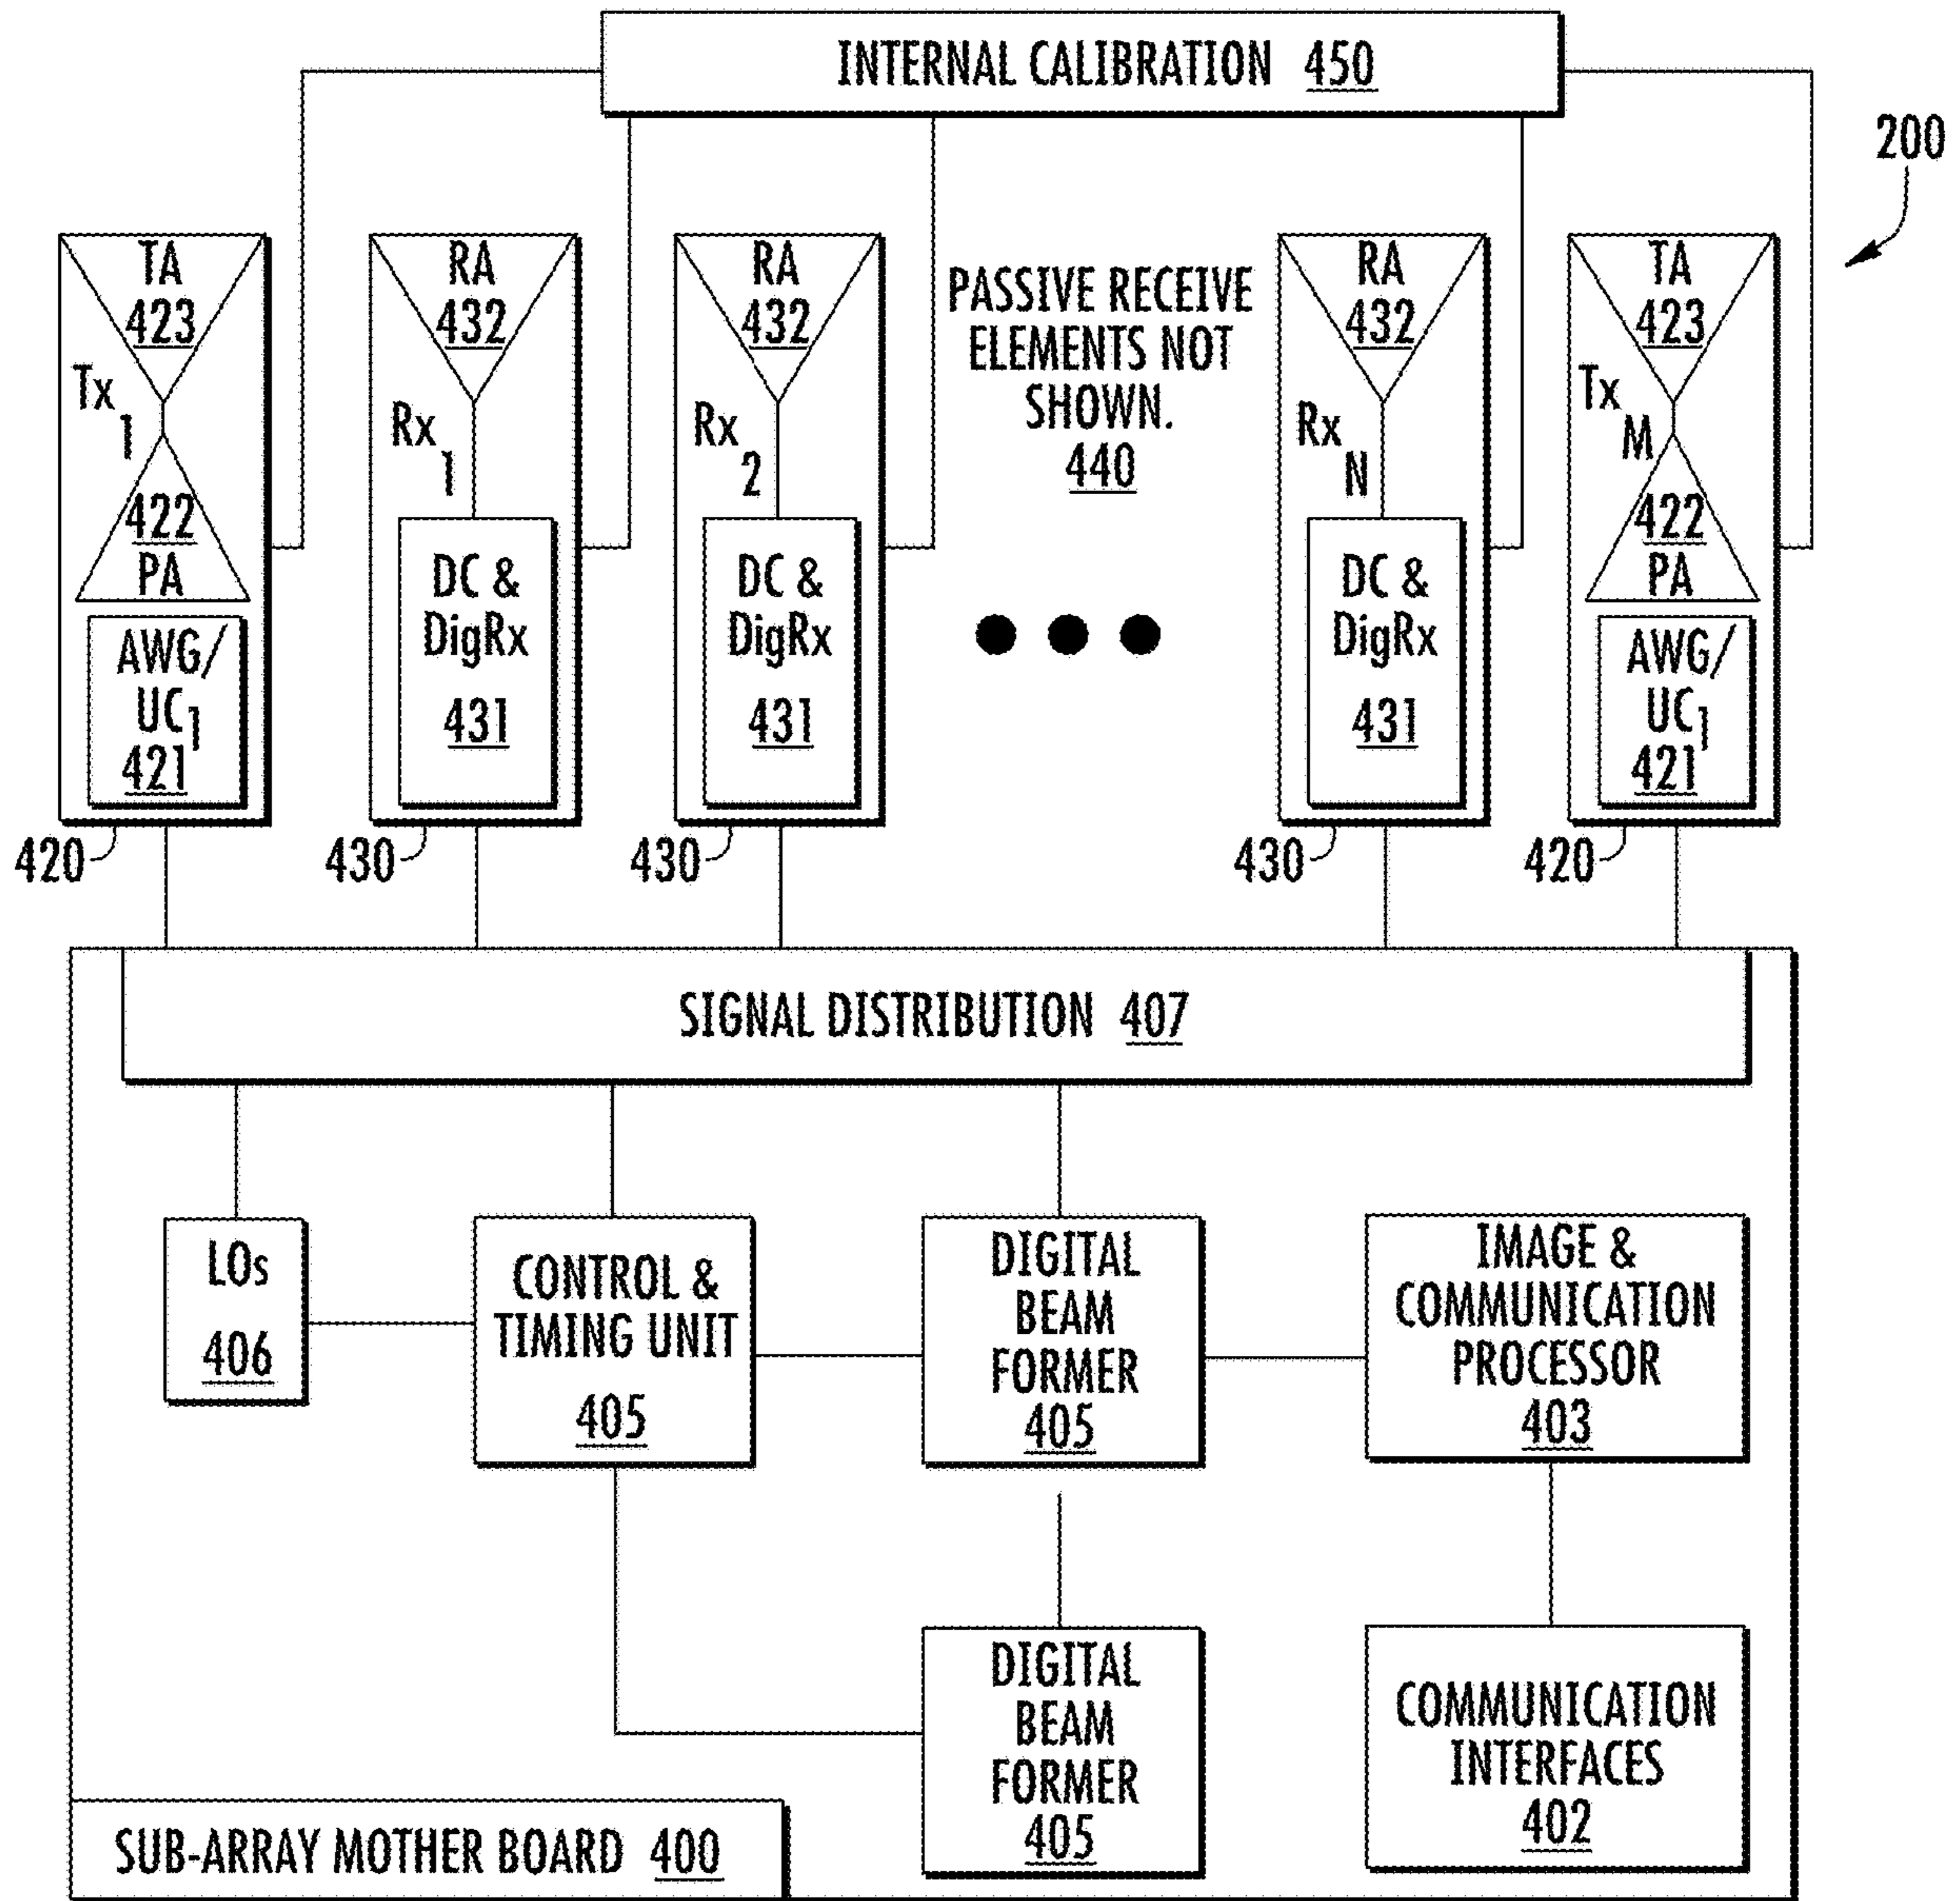 INTERNAL CALIBRATION 450
200
TA
423
Tx 1
422
PA
AWG/
UC1
421
420
RA
432
Rx 1
DC &
DigRx
431
430
RA
432
Rx 2
DC &
DigRx
431
430
PASSIVE RECEIVE
ELEMENTS NOT
SHOWN.
440
RA
432
Rx N
DC &
DigRx
431
430
TA
423
Tx M
422
PA
AWG/
UC1
421
420
SIGNAL DISTRIBUTION 407
LOs
406
CONTROL &
TIMING UNIT
405
DIGITAL
BEAM
FORMER
405
IMAGE &
COMMUNICATION
PROCESSOR
403
DIGITAL
BEAM
FORMER
405
COMMUNICATION
INTERFACES
402
SUB-ARRAY MOTHER BOARD 400